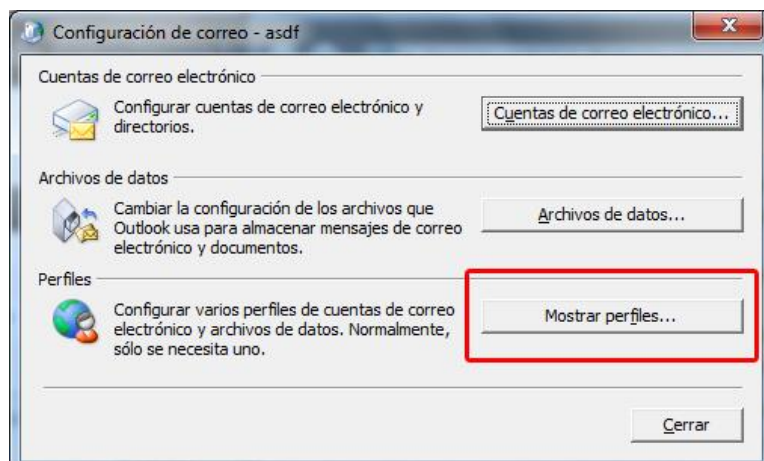 Configuración de correo - asdf
Cuentas de correo electrónico
Configurar cuentas de correo electrónico y
directorios.
Cuentas de correo electrónico...
Archivos de datos
Cambiar la configuración de los archivos que
Outlook usa para almacenar mensajes de correo
electrónico y documentos.
Archivos de datos...
Perfiles
Configurar varios perfiles de cuentas de correo
electrónico y archivos de datos. Normalmente,
sólo se necesita uno.
Mostrar perfiles...
Cerrar